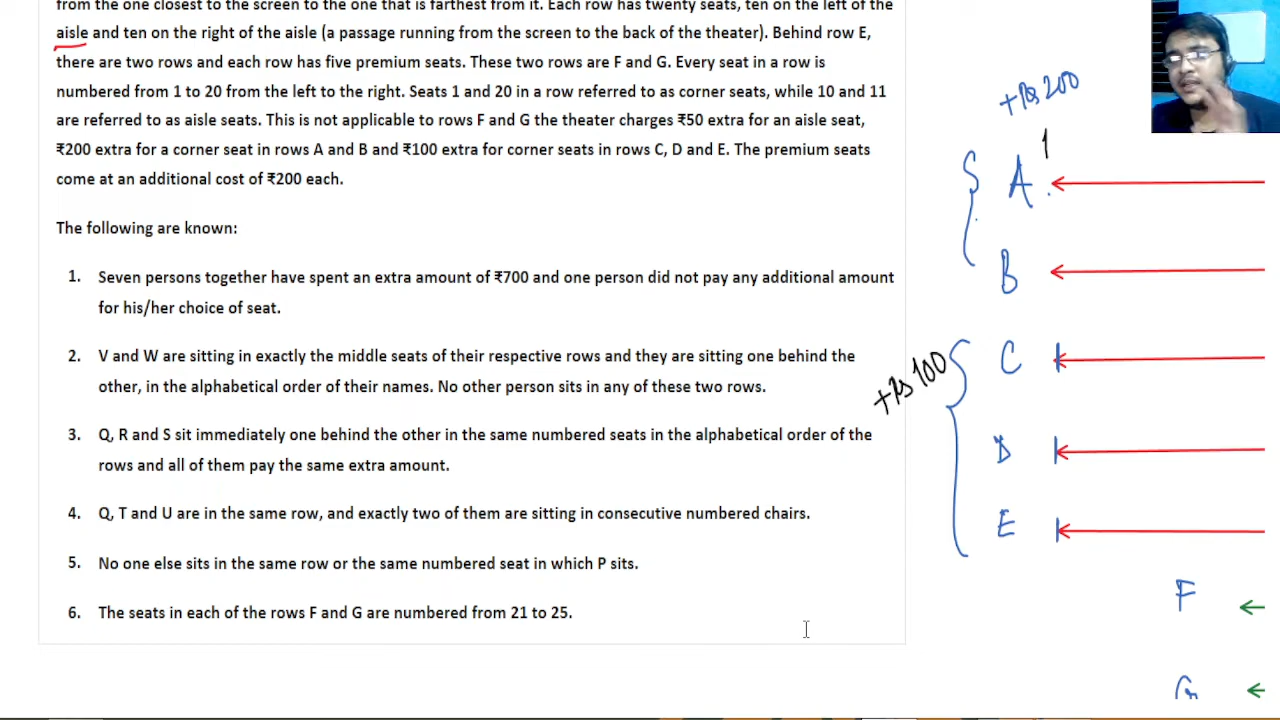 from the one closest to the screen to the one that is farthest from it. Each row has twenty seats, ten on the left of the
aisle and ten on the right of the aisle (a passage running from the screen to the back of the theater). Behind row E,
there are two rows and each row has five premium seats. These two rows are F and G. Every seat in a row is
numbered from 1 to 20 from the left to the right. Seats 1 and 20 in a row referred to as corner seats, while 10 and 11
are referred to as aisle seats. This is not applicable to rows F and G the theater charges ₹50 extra for an aisle seat,
₹200 extra for a corner seat in rows A and B and ₹100 extra for corner seats in rows C, D and E. The premium seats
come at an additional cost of ₹200 each.
The following are known:
1. Seven persons together have spent an extra amount of ₹700 and one person did not pay any additional amount
for his/her choice of seat.
2. V and W are sitting in exactly the middle seats of their respective rows and they are sitting one behind the
other, in the alphabetical order of their names. No other person sits in any of these two rows.
3. Q, R and S sit immediately one behind the other in the same numbered seats in the alphabetical order of the
rows and all of them pay the same extra amount.
4. Q, T and U are in the same row, and exactly two of them are sitting in consecutive numbered chairs.
5. No one else sits in the same row or the same numbered seat in which P sits.
6. The seats in each of the rows F and G are numbered from 21 to 25.
+Rs 200
1
A
B
+Rs 100
C
D
E
F
G